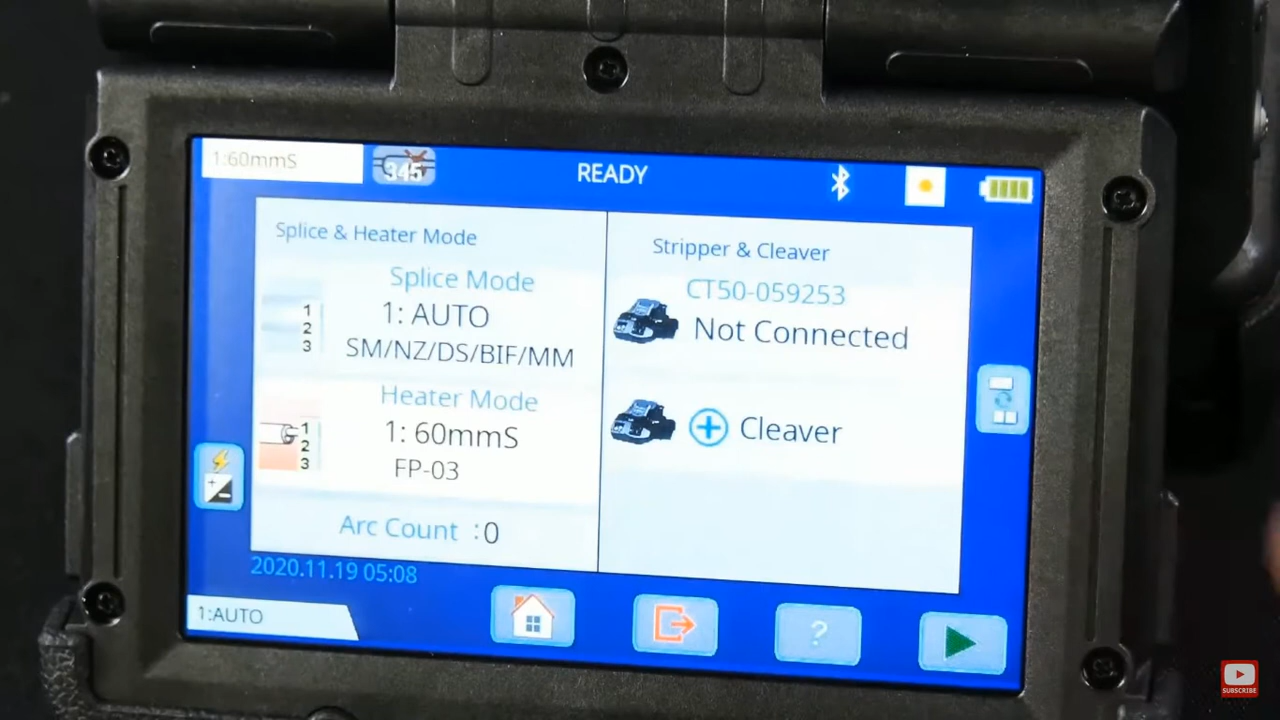 1:60mmS
345
READY
Splice & Heater Mode
Splice Mode
1
2
3
1: AUTO
SM/NZ/DS/BIF/MM
Heater Mode
1
2
3
1: 60mmS
FP-03
Arc Count :0
Stripper & Cleaver
CT50-059253
Not Connected
+ Cleaver
2020.11.19 05:08
1:AUTO
?
SUBSCRIBE